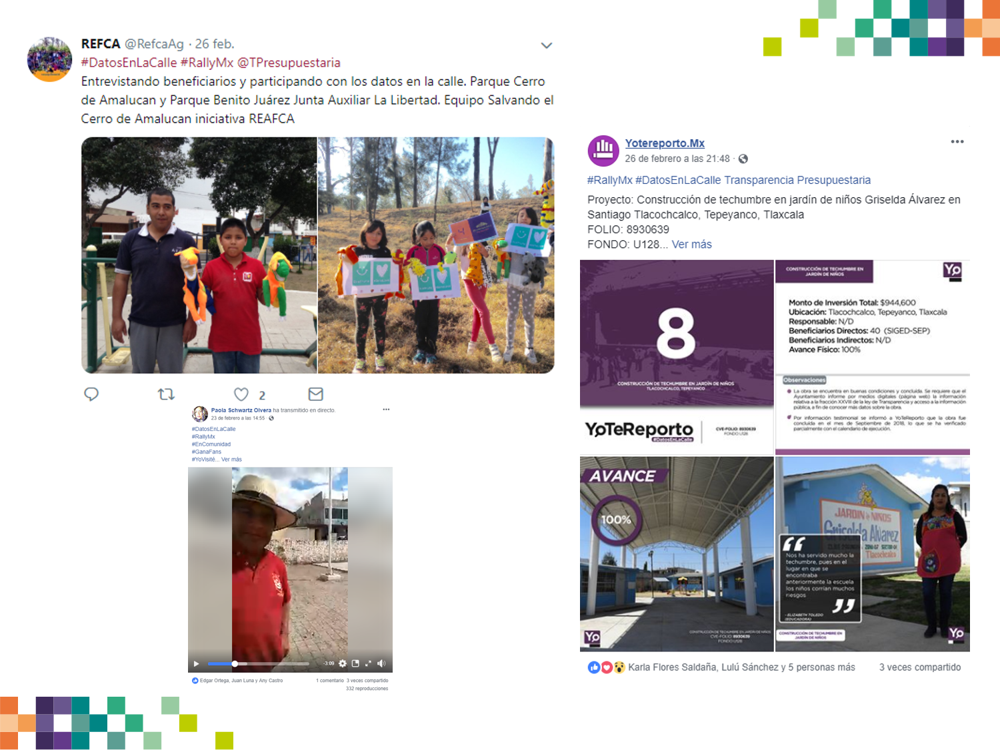 REFCA @RefcaAg · 26 feb.
#DatosEnLaCalle #RallyMx @TPresupuestaria
Entrevistando beneficiarios y participando con los datos en la calle. Parque Cerro
de Amalucan y Parque Benito Juárez Junta Auxiliar La Libertad. Equipo Salvando el
Cerro de Amalucan iniciativa REAFCA
2
Paola Schwartz Olvera ha transmitido en directo.
23 de febrero a las 14:55 ·
#DatosEnLaCalle
#RallyMx
#EnComunidad
#GanaFans
#YoVisité... Ver más
-3:09
Edgar Ortega, Juan Luna y Any Castro
1 comentario 3 veces compartido
332 reproducciones
Yotereporto.Mx
26 de febrero a las 21:48 ·
#RallyMx #DatosEnLaCalle Transparencia Presupuestaria
Proyecto: Construcción de techumbre en jardín de niños Griselda Álvarez en
Santiago Tlacochcalco, Tepeyanco, Tlaxcala
FOLIO: 8930639
FONDO: U128... Ver más
8
CONSTRUCCIÓN DE TECHUMBRE EN JARDÍN DE NIÑOS
TLACOCHCALCO, TEPEYANCO
YoTeReporto
#DatosEnLaCalle
CVE-FOLIO: 8930639
FONDO U128
CONSTRUCCIÓN DE TECHUMBRE EN
JARDÍN DE NIÑOS
Yo
Monto de Inversión Total: $944,600
Ubicación: Tlacochcalco, Tepeyanco, Tlaxcala
Responsable: N/D
Beneficiarios Directos: 40 (SIGED-SEP)
Beneficiarios Indirectos: N/D
Avance Físico: 100%
Observaciones
La obra se encuentra en buenas condiciones y concluida. Se requiere que el
Ayuntamiento informe por medios digitales (página web) la información
relativa a la fracción XXVIII de la ley de Transparencia y acceso a la información
pública, a fin de conocer más datos sobre la obra.
Por información testimonial se informó a YoTeReporto que la obra fue
concluida en el mes de Septiembre de 2018, lo que se ha verificado
parcialmente con el calendario de ejecución.
AVANCE
100%
Yo
CONSTRUCCIÓN DE TECHUMBRE EN JARDÍN DE NIÑOS
CVE-FOLIO: 8930639
FONDO U128
JARDIN de NIÑOS
Griselda Alvarez
Tlacochcalco
Nos ha servido mucho la
techumbre, pues en el
lugar en que se
encontraba
anteriormente la escuela
los niños corrían muchos
riesgos
- ELIZABETH TOLEDO
(EDUCADORA)
CONSTRUCCIÓN DE TECHUMBRE EN
JARDÍN DE NIÑOS
Yo
Karla Flores Saldaña, Lulú Sánchez y 5 personas más
3 veces compartido